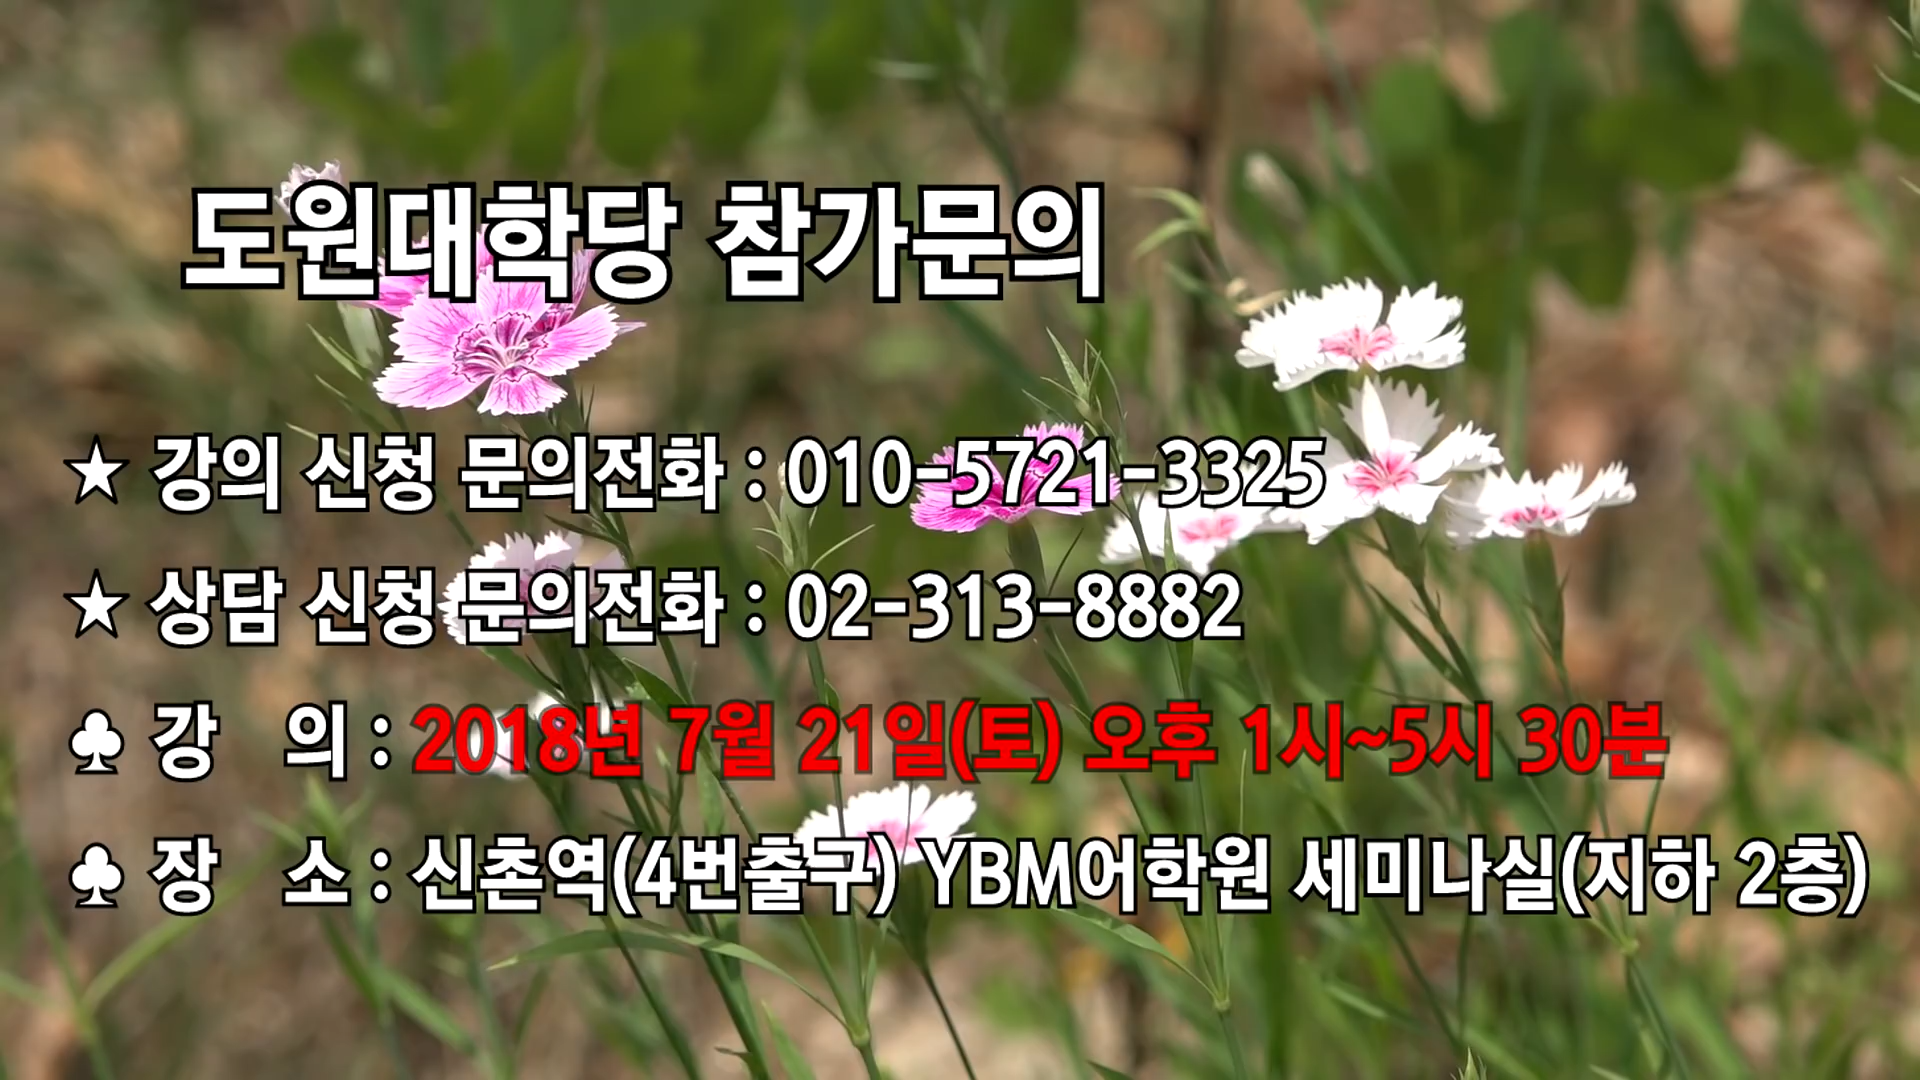 도원대학당 참가문의
★ 강의 신청 문의전화 : 010-5721-3325
★ 상담 신청 문의전화 : 02-313-8882
♣ 강 의 : 2018년 7월 21일(토) 오후 1시~5시 30분
♣ 장 소 : 신촌역(4번출구) YBM어학원 세미나실(지하 2층)